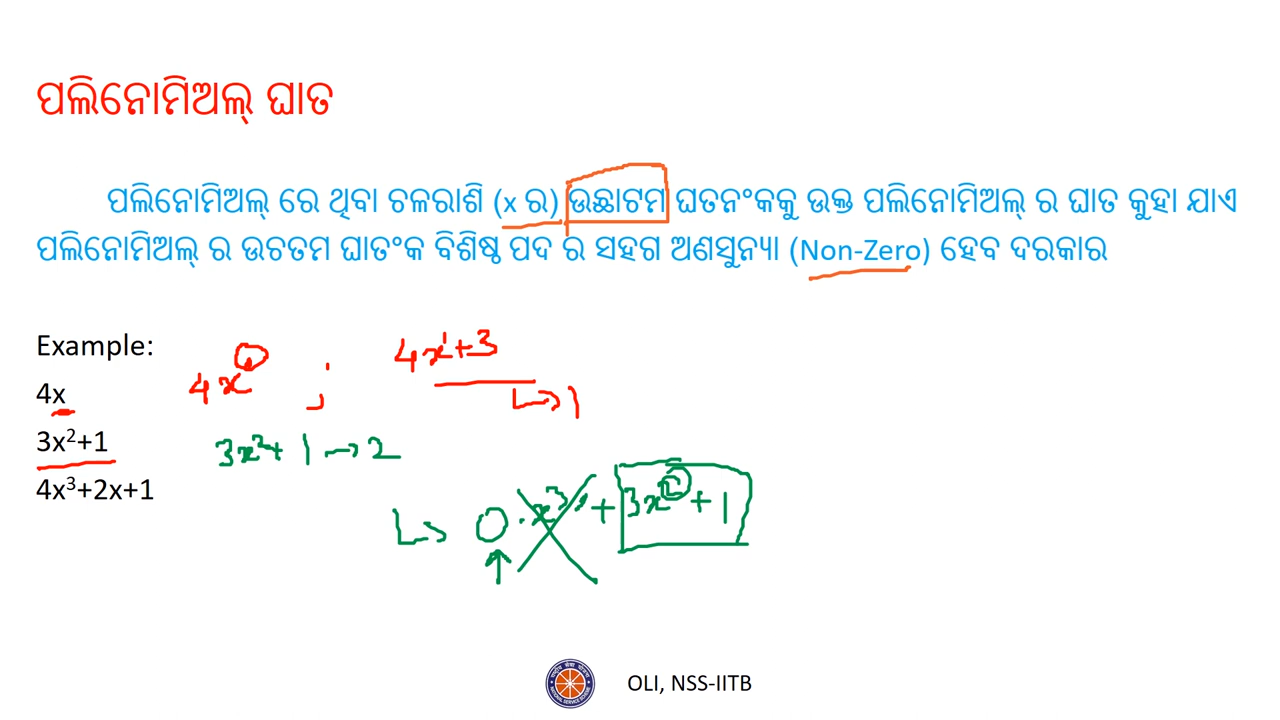 ପଲିନୋମିଅଲ୍ ଘାତ
ପଲିନୋମିଅଲ୍ ରେ ଥିବା ଚଳରାଶି (x ର) ଉଛାଟମ ଘତନଂକକୁ ଉକ୍ତ ପଲିନୋମିଅଲ୍ ର ଘାତ କୁହା ଯାଏ
ପଲିନୋମିଅଲ୍ ର ଉଚତମ ଘାତଂକ ବିଶିଷ୍ଠ ପଦ ର ସହଗ ଅଣସୁନ୍ୟା (Non-Zero) ହେବ ଦରକାର
Example:
4x¹ ; 4x¹+3
4x
↳1
3x²+1
3x²+1→2
4x³+2x+1
↳ 0·x³ + 3x²+1
OLI, NSS-IITB